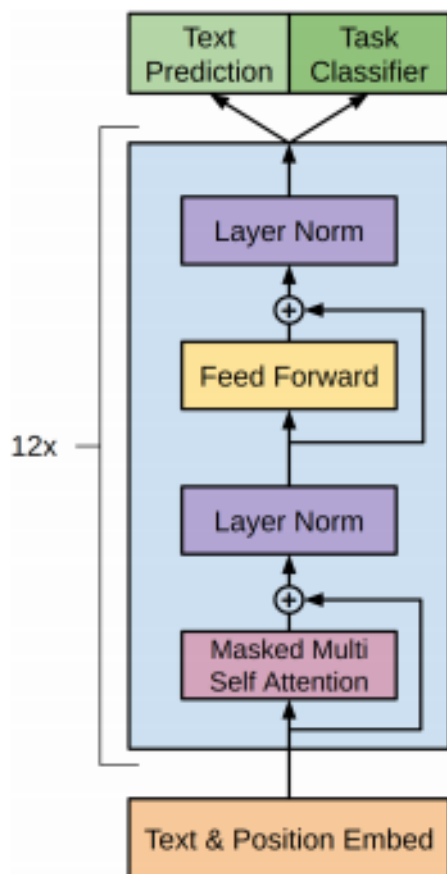 Text
Prediction
Task
Classifier
Layer Norm
+
Feed Forward
12x
Layer Norm
+
Masked Multi
Self Attention
Text & Position Embed